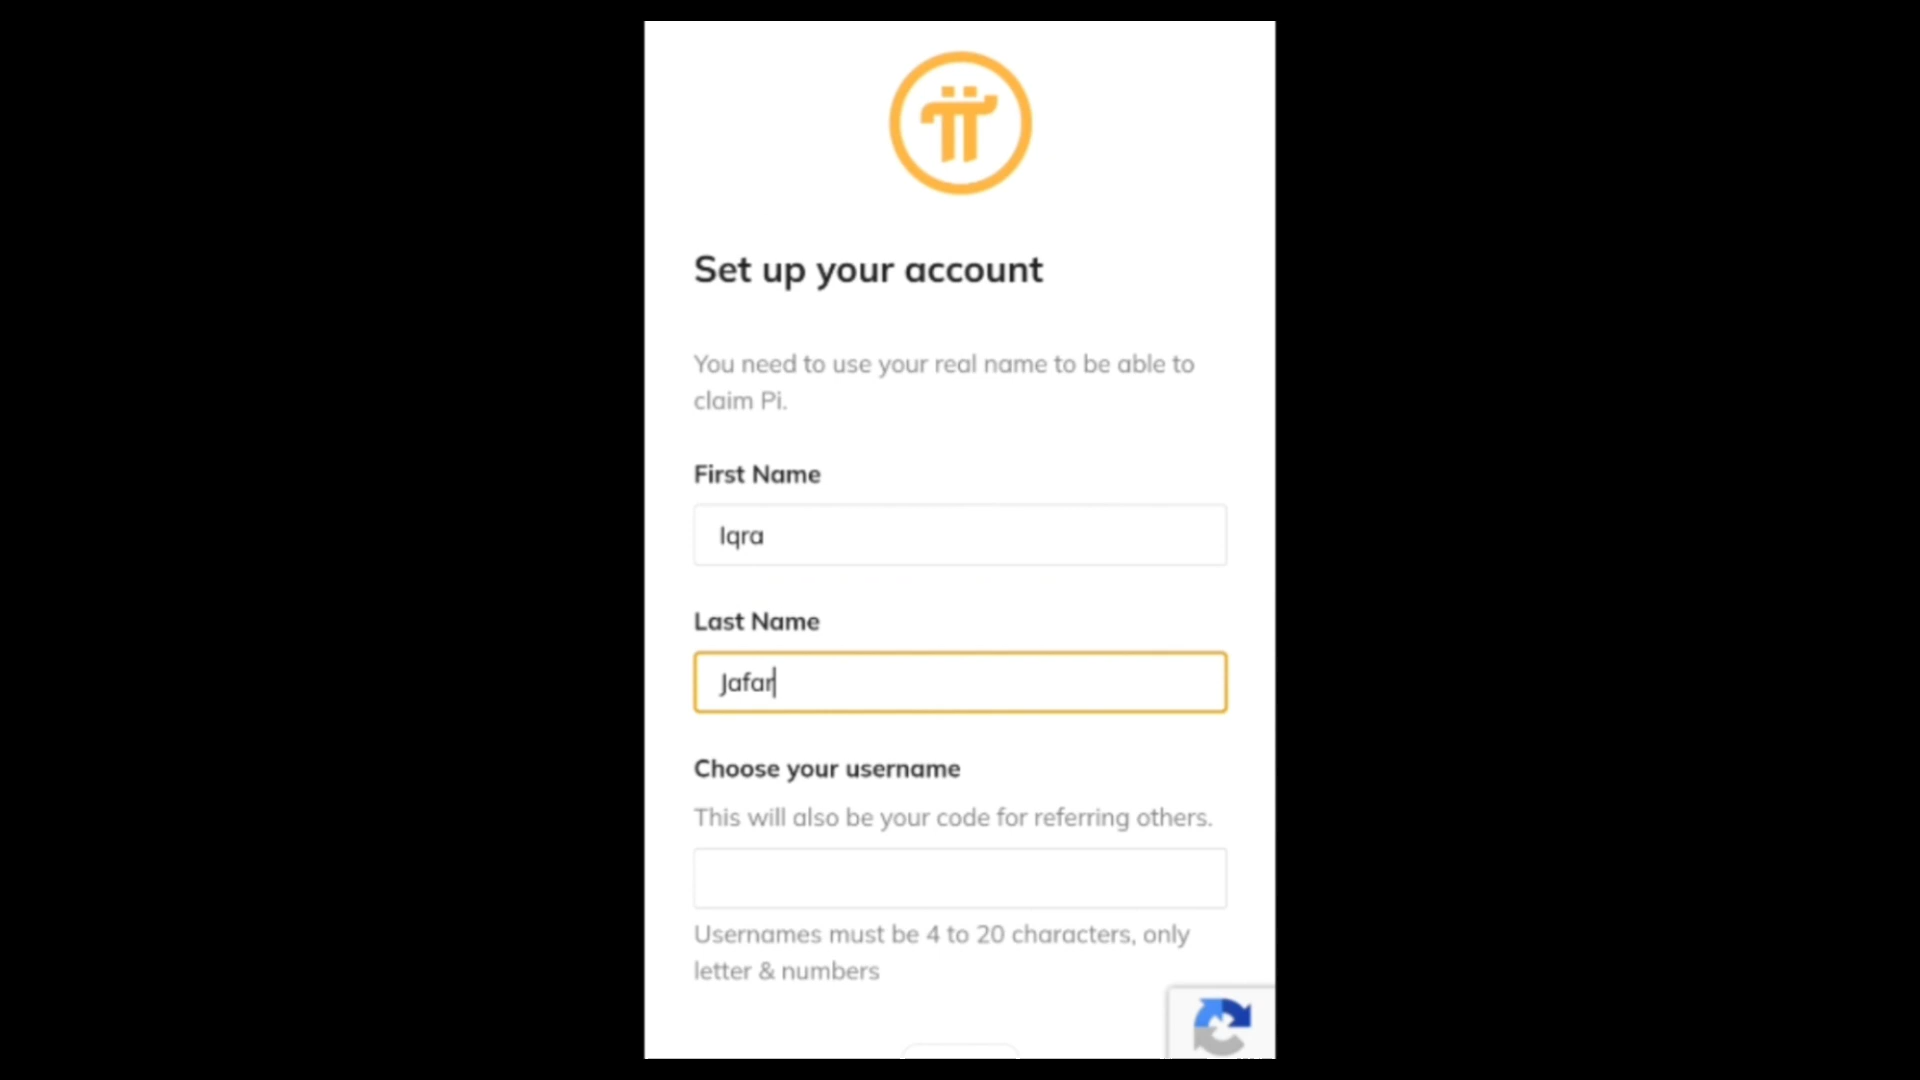 Set up your account
You need to use your real name to be able to
claim Pi.
First Name
Iqra
Last Name
Jafar
Choose your username
This will also be your code for referring others.
Usernames must be 4 to 20 characters, only
letter & numbers